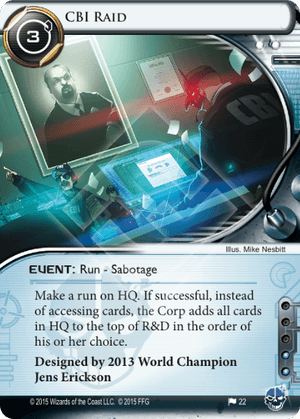 CBI Raid
3
CBI
Illus. Mike Nesbitt
EVENT: Run - Sabotage
Make a run on HQ. If successful, instead
of accessing cards, the Corp adds all cards
in HQ to the top of R&D in the order of
his or her choice.
Designed by 2013 World Champion
Jens Erickson
© 2015 Wizards of the Coast LLC. © 2015 FFG
22